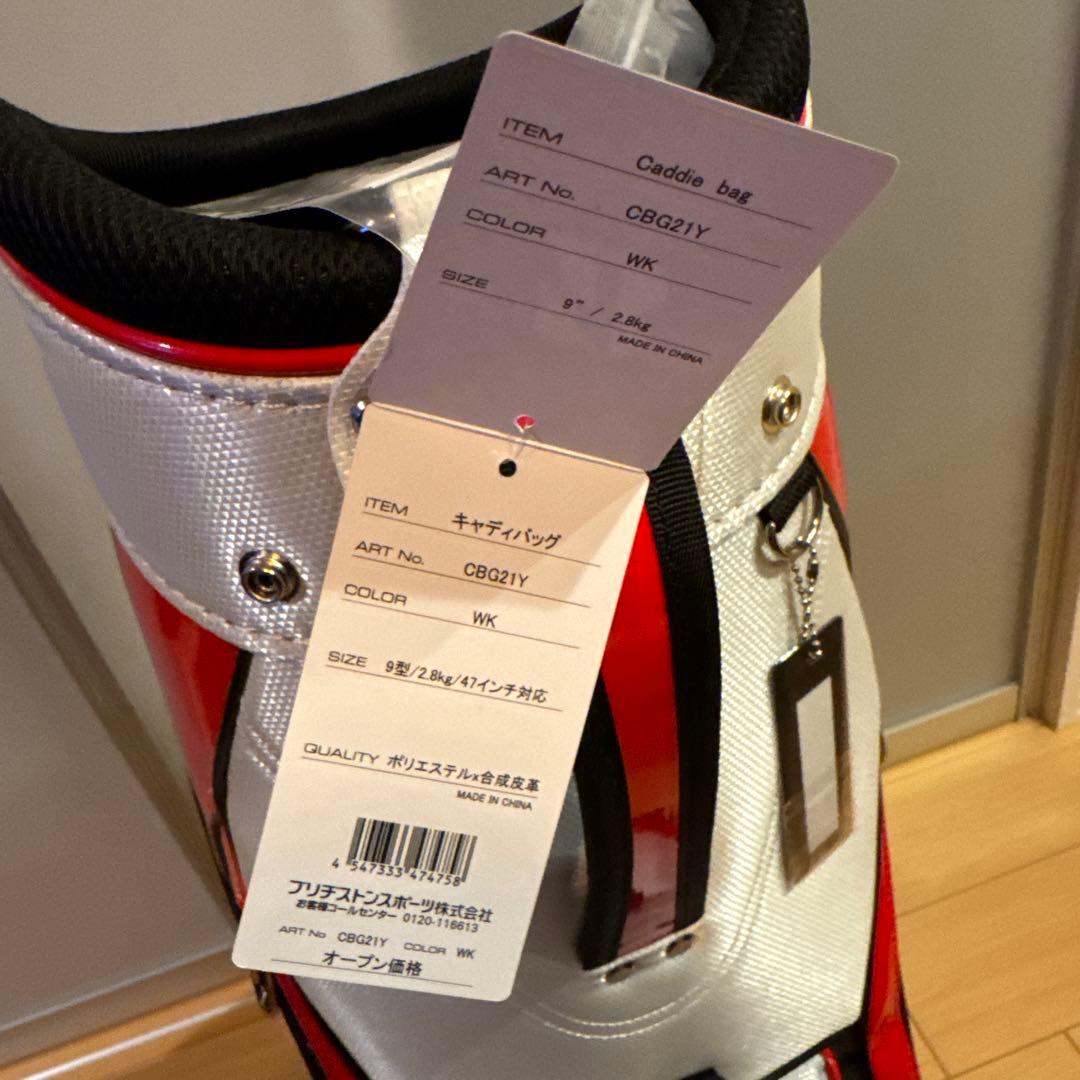 ITEM Caddie bag
ART No. CBG21Y
COLOR WK
SIZE 9" / 2.8kg
MADE IN CHINA
ITEM キャディバッグ
ART No. CBG21Y
COLOR WK
SIZE 9型/2.8kg/47インチ対応
QUALITY ポリエステル×合成皮革
MADE IN CHINA
4 547333 474758
ブリヂストンスポーツ株式会社
お客様コールセンター 0120-116613
ART No CBG21Y COLOR WK
オープン価格